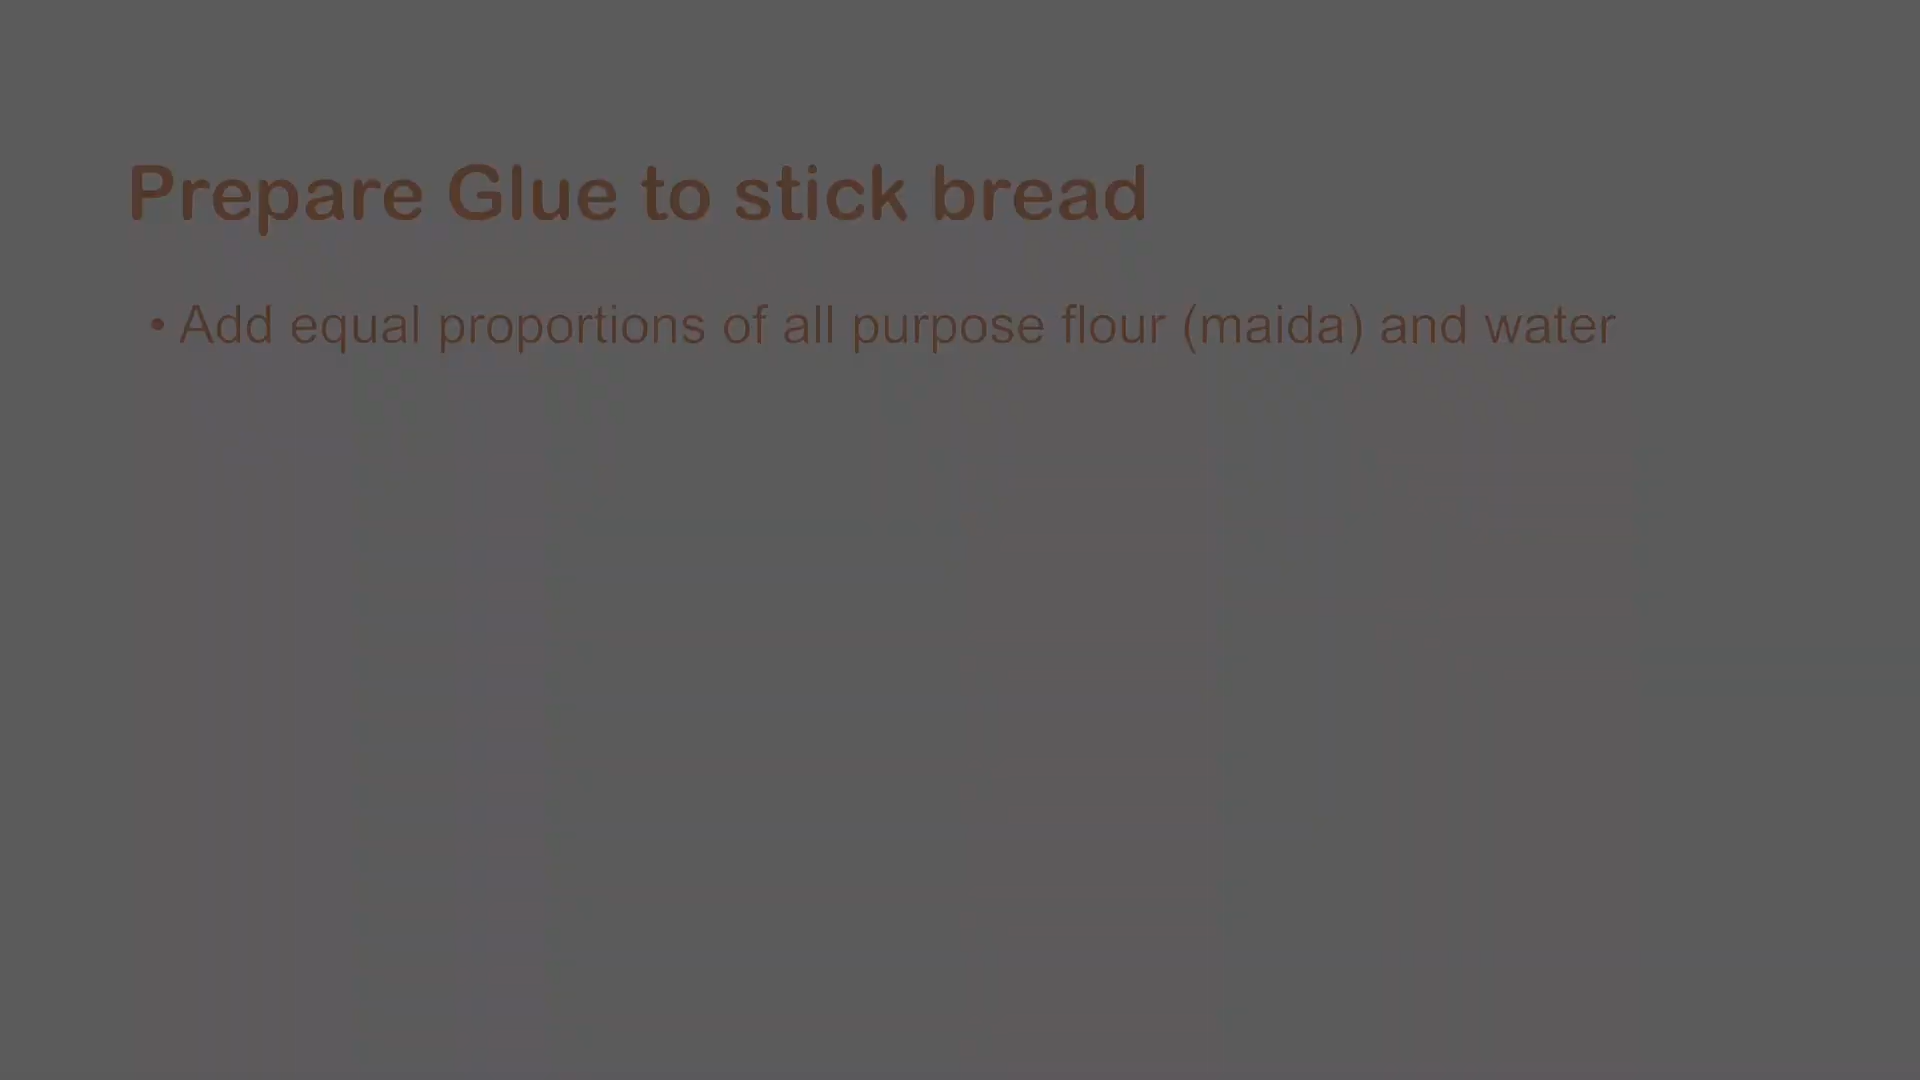 Prepare Glue to stick bread
• Add equal proportions of all purpose flour (maida) and water